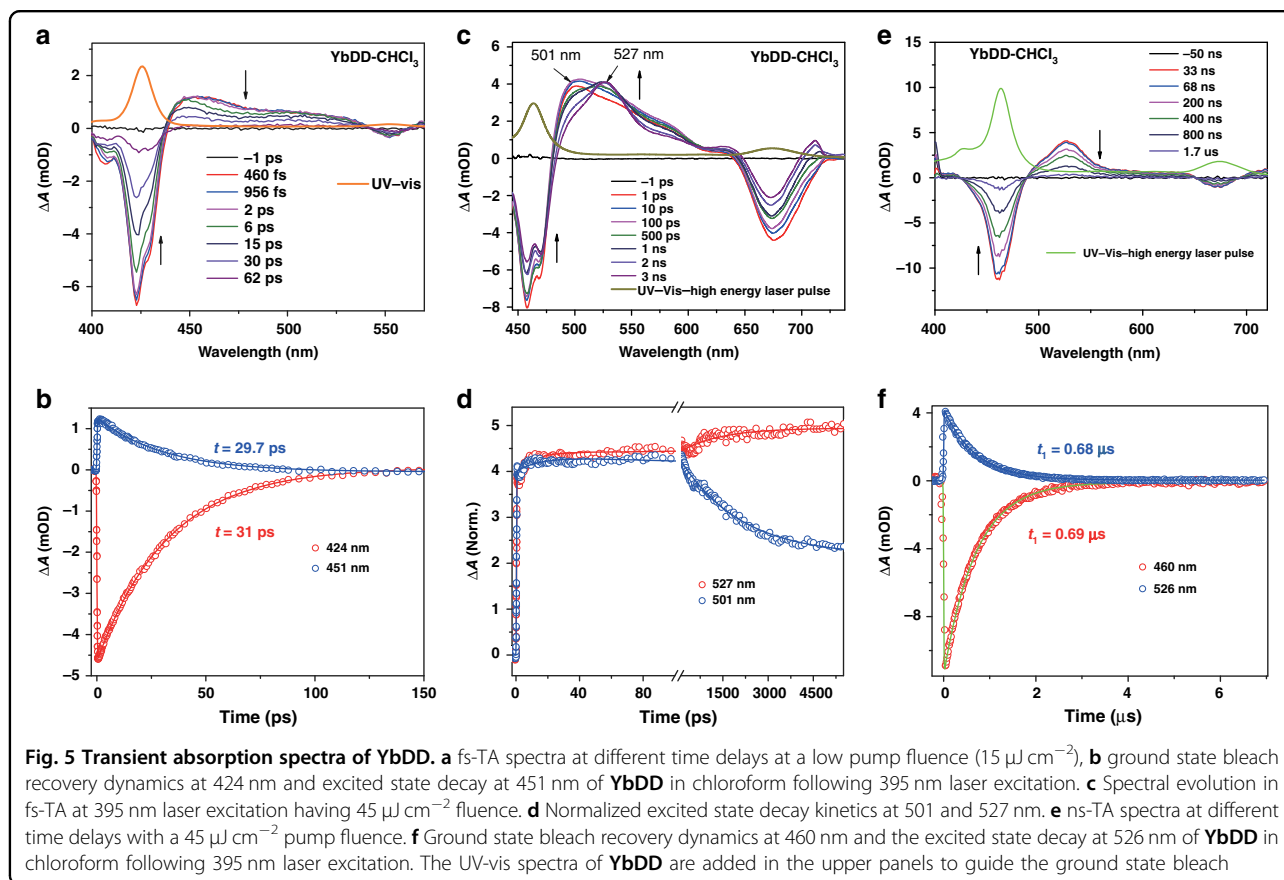 a
YbDD-CHCl₃
ΔA (mOD)
2
0
−2
−4
−6
−1 ps
460 fs
956 fs
2 ps
6 ps
15 ps
30 ps
62 ps
UV–vis
400
450
500
550
Wavelength (nm)
c
501 nm
527 nm
YbDD-CHCl₃
ΔA (mOD)
6
4
2
0
−2
−4
−6
−8
−1 ps
1 ps
10 ps
100 ps
500 ps
1 ns
2 ns
3 ns
UV–Vis–high energy laser pulse
450
500
550
600
650
700
Wavelength (nm)
e
YbDD-CHCl₃
ΔA (mOD)
15
10
5
0
−5
−10
−50 ns
33 ns
68 ns
200 ns
400 ns
800 ns
1.7 us
UV–Vis–high energy laser pulse
400
500
600
700
Wavelength (nm)
b
ΔA (mOD)
1
0
−1
−2
−3
−4
−5
t = 29.7 ps
t = 31 ps
424 nm
451 nm
0
50
100
150
Time (ps)
d
ΔA (Norm.)
5
4
3
2
1
0
527 nm
501 nm
0
40
80
1500
3000
4500
Time (ps)
f
ΔA (mOD)
4
0
−4
−8
t₁ = 0.68 μs
t₁ = 0.69 μs
460 nm
526 nm
0
2
4
6
Time (μs)
Fig. 5 Transient absorption spectra of YbDD. a fs-TA spectra at different time delays at a low pump fluence (15 μJ cm⁻²), b ground state bleach
recovery dynamics at 424 nm and excited state decay at 451 nm of YbDD in chloroform following 395 nm laser excitation. c Spectral evolution in
fs-TA at 395 nm laser excitation having 45 μJ cm⁻² fluence. d Normalized excited state decay kinetics at 501 and 527 nm. e ns-TA spectra at different
time delays with a 45 μJ cm⁻² pump fluence. f Ground state bleach recovery dynamics at 460 nm and the excited state decay at 526 nm of YbDD in
chloroform following 395 nm laser excitation. The UV-vis spectra of YbDD are added in the upper panels to guide the ground state bleach